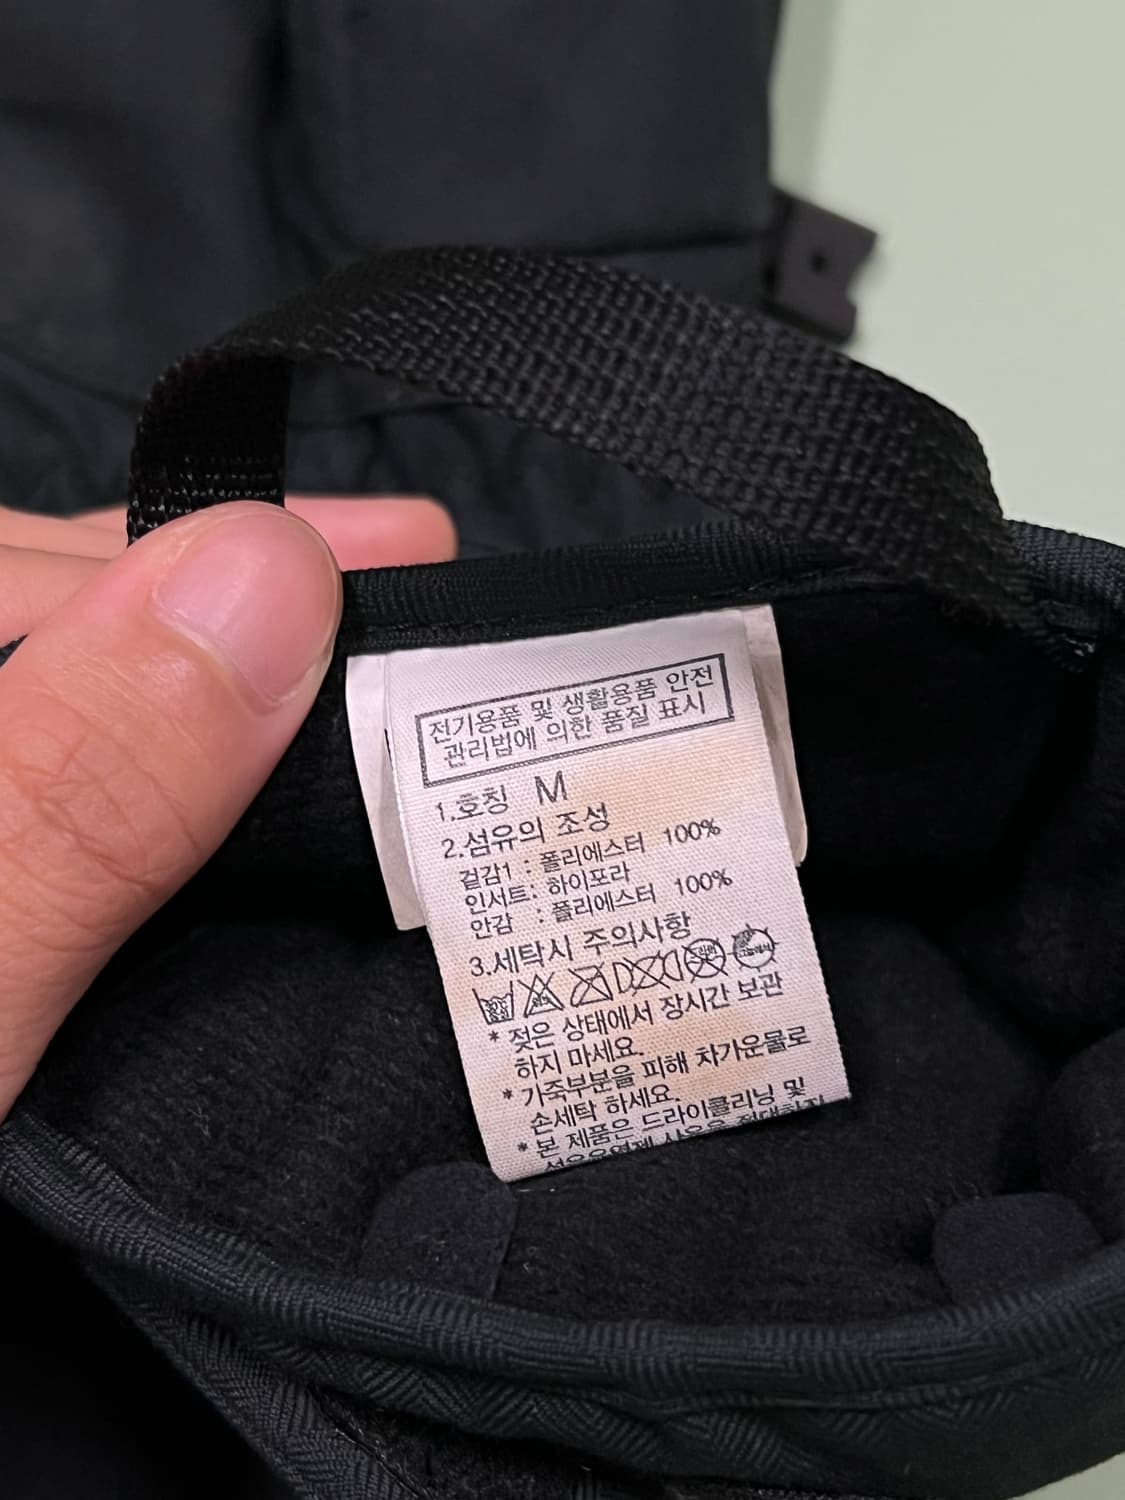 전기용품 및 생활용품 안전
관리법에 의한 품질 표시
1.호칭 M
2.섬유의 조성
겉감1 : 폴리에스터 100%
인서트: 하이포라
안감 : 폴리에스터 100%
3.세탁시 주의사항
* 젖은 상태에서 장시간 보관
하지 마세요.
* 가죽부분을 피해 차가운물로
손세탁 하세요.
* 본 제품은 드라이클리닝 및